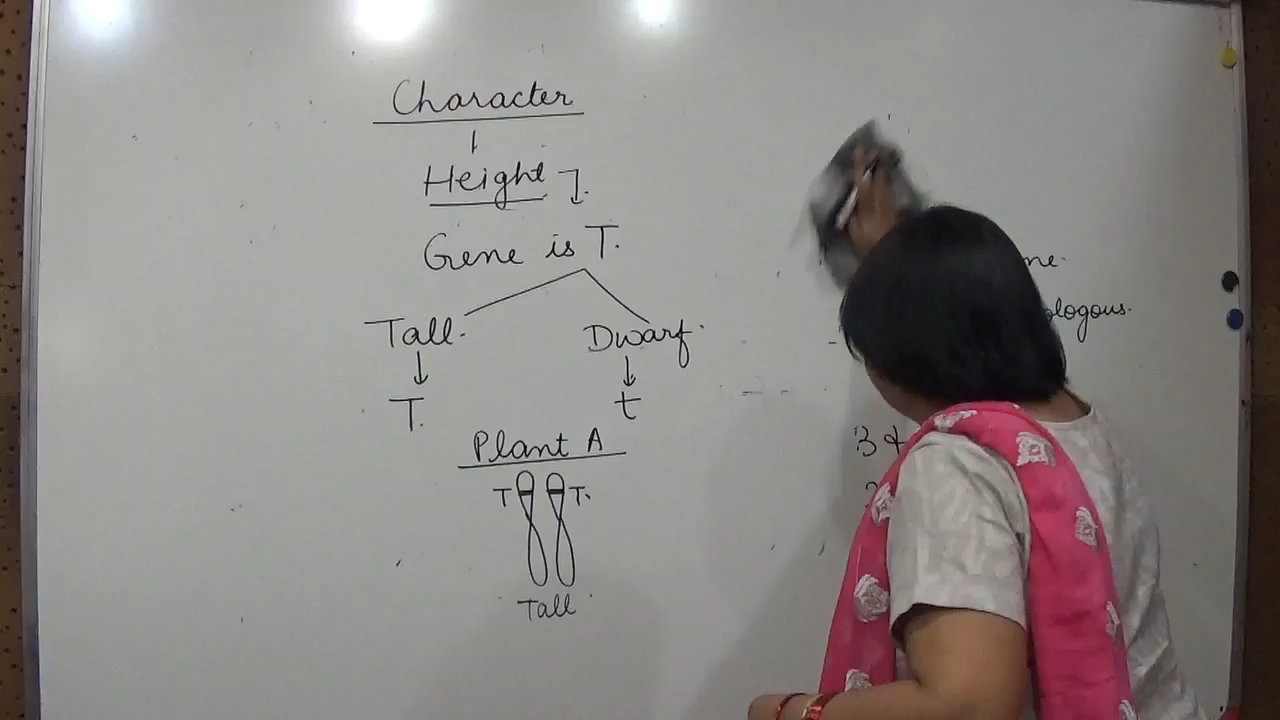 Character
Height
Gene is T.
Tall. Dwarf.
T. t
Plant A
T T.
Tall